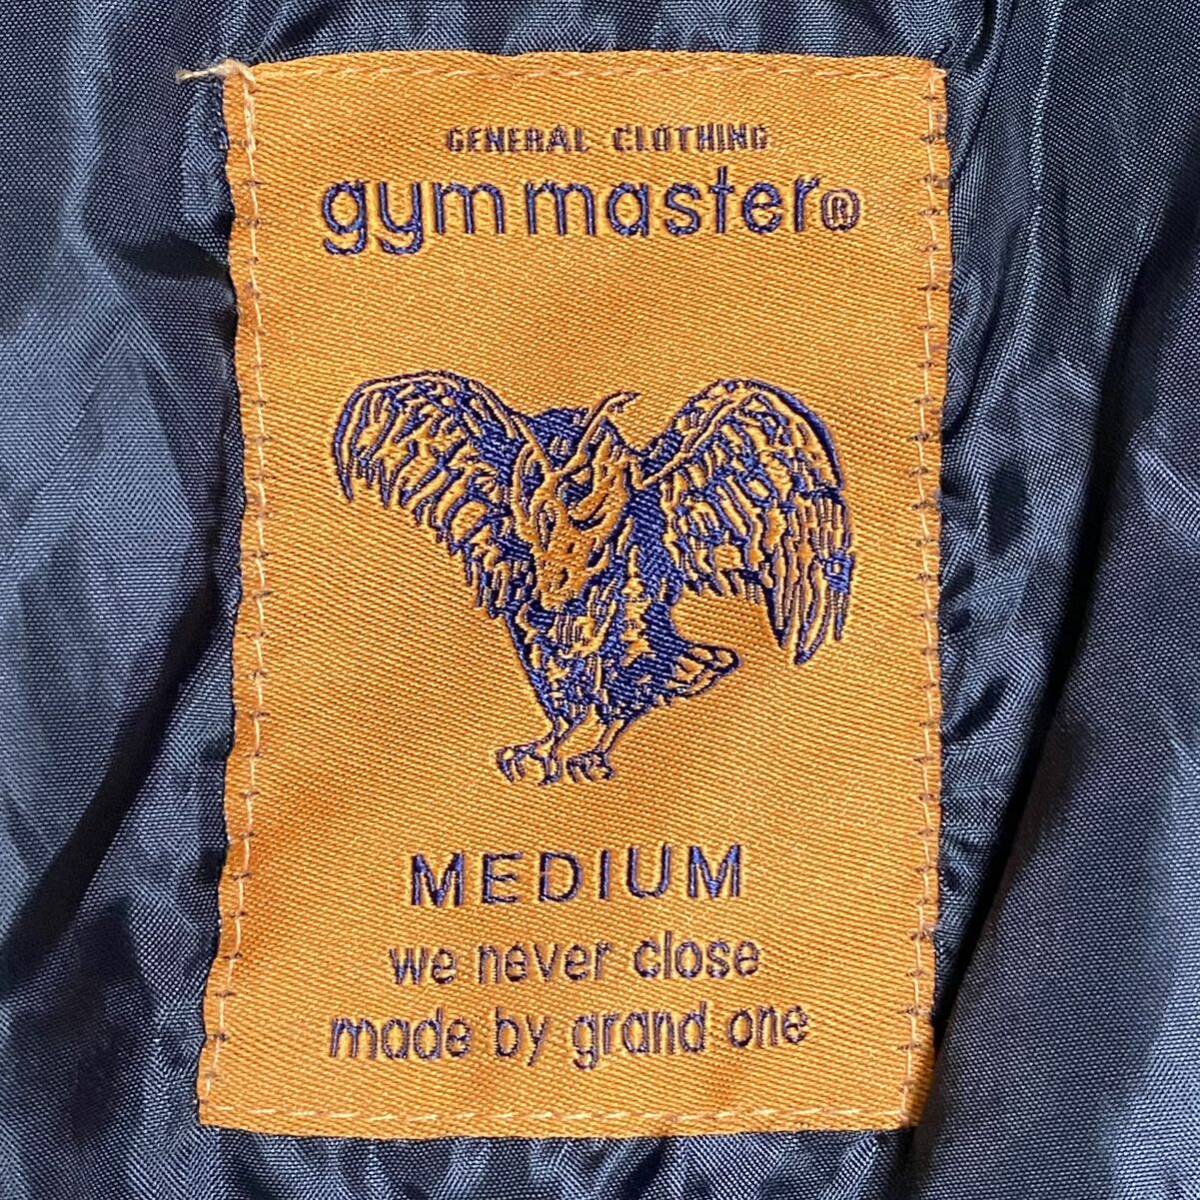 GENERAL CLOTHING
gym master®
MEDIUM
we never close
made by grand one